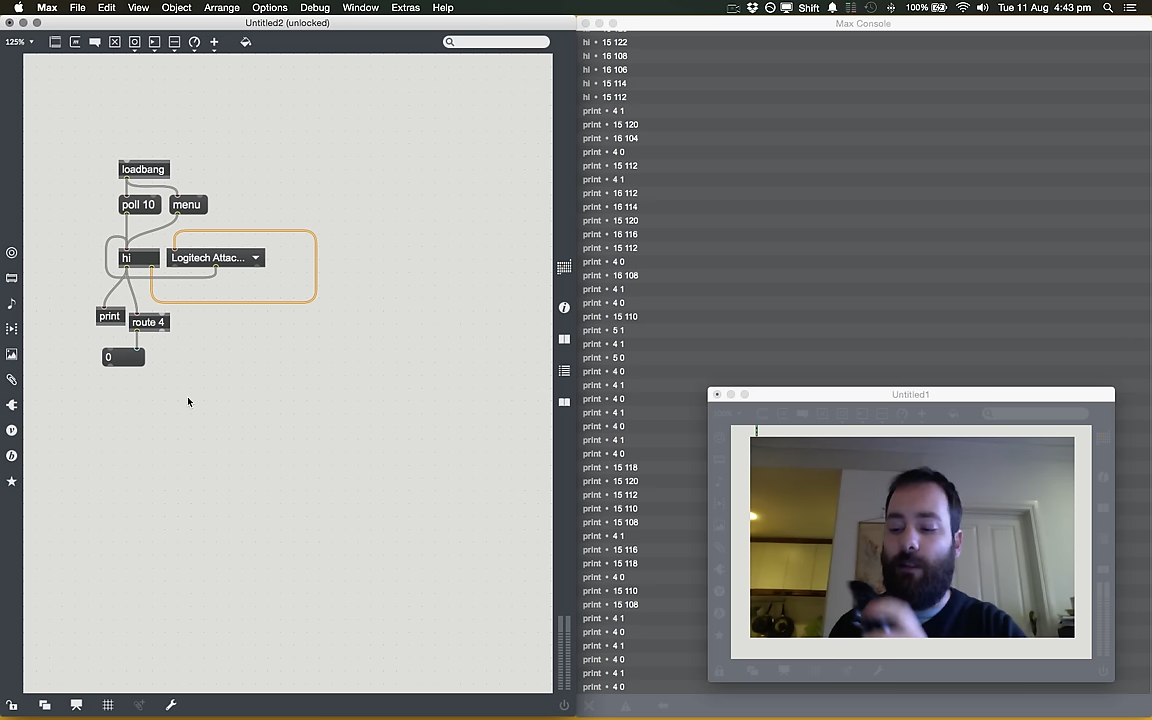 Max File Edit View Object Arrange Options Debug Window Extras Help Shift 100% Tue 11 Aug 4:43 pm
Untitled2 (unlocked)
Max Console
125%
hi • 15 122
hi • 16 108
hi • 16 106
hi • 15 114
hi • 15 112
print • 4 1
print • 15 120
print • 16 104
print • 4 0
print • 15 112
print • 4 1
print • 16 112
print • 16 114
print • 15 120
print • 16 116
print • 15 112
print • 4 0
print • 16 108
print • 4 1
print • 4 0
print • 15 110
print • 5 1
print • 4 1
print • 5 0
print • 4 0
print • 4 1
print • 4 0
print • 4 1
print • 4 0
print • 4 1
print • 4 0
print • 15 118
print • 15 120
print • 15 112
print • 15 110
print • 15 108
print • 4 1
print • 15 116
print • 15 118
print • 4 0
print • 15 110
print • 15 108
print • 4 1
print • 4 0
print • 4 1
print • 4 0
print • 4 1
print • 4 0
loadbang
poll 10 menu
hi Logitech Attac...
print route 4
0
Untitled1